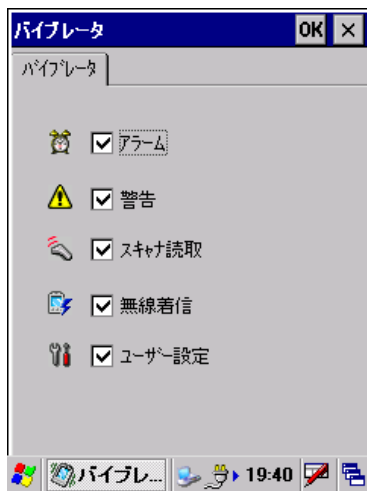 バイブレータ OK ×
バイブレータ
アラーム
警告
スキャナ読取
無線着信
ユーザー設定
バイブレ... 19:40